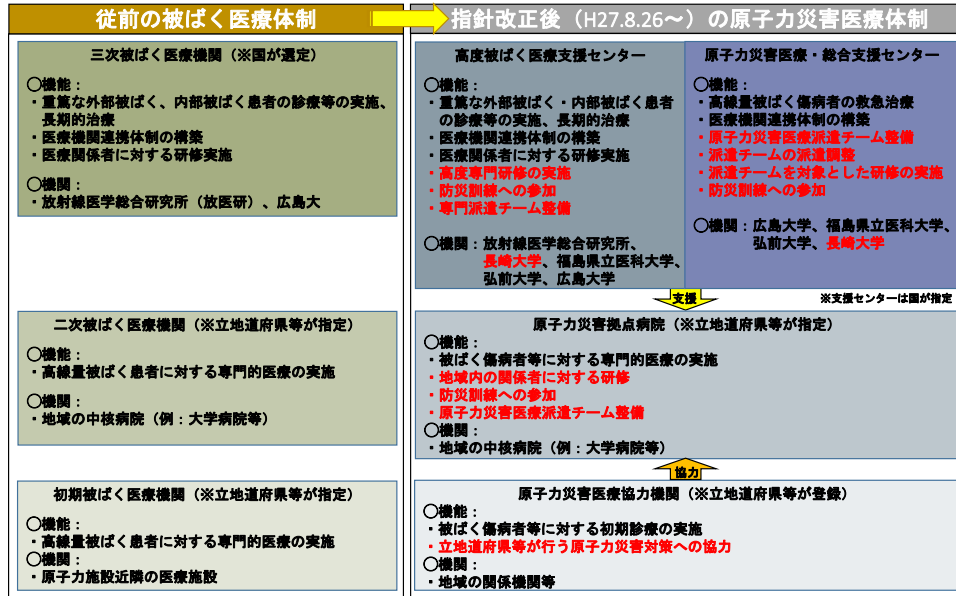 従前の被ばく医療体制
三次被ばく医療機関（※国が選定）
〇機能：
・重篤な外部被ばく、内部被ばく患者の診療等の実施、
長期的治療
・医療機関連携体制の構築
・医療関係者に対する研修実施
〇機関：
・放射線医学総合研究所（放医研）、広島大
二次被ばく医療機関（※立地道府県等が指定）
〇機能：
・高線量被ばく患者に対する専門的医療の実施
〇機関：
・地域の中核病院（例：大学病院等）
初期被ばく医療機関（※立地道府県等が指定）
〇機能：
・高線量被ばく患者に対する専門的医療の実施
〇機関：
・原子力施設近隣の医療施設
指針改正後（H27.8.26～）の原子力災害医療体制
高度被ばく医療支援センター
〇機能：
・重篤な外部被ばく・内部被ばく患者
の診療等の実施、長期的治療
・医療機関連携体制の構築
・医療関係者に対する研修実施
・高度専門研修の実施
・防災訓練への参加
・専門派遣チーム整備
〇機関：放射線医学総合研究所、
長崎大学、福島県立医科大学、
弘前大学、広島大学
原子力災害医療・総合支援センター
〇機能：
・高線量被ばく傷病者の救急治療
・医療機関連携体制の構築
・原子力災害医療派遣チーム整備
・派遣チームの派遣調整
・派遣チームを対象とした研修の実施
・防災訓練への参加
〇機関：広島大学、福島県立医科大学、
弘前大学、長崎大学
支援
※支援センターは国が指定
原子力災害拠点病院（※立地道府県等が指定）
〇機能：
・被ばく傷病者等に対する専門的医療の実施
・地域内の関係者に対する研修
・防災訓練への参加
・原子力災害医療派遣チーム整備
〇機関：
・地域の中核病院（例：大学病院等）
協力
原子力災害医療協力機関（※立地道府県等が登録）
〇機能：
・被ばく傷病者等に対する初期診療の実施
・立地道府県等が行う原子力災害対策への協力
〇機関：
・地域の関係機関等